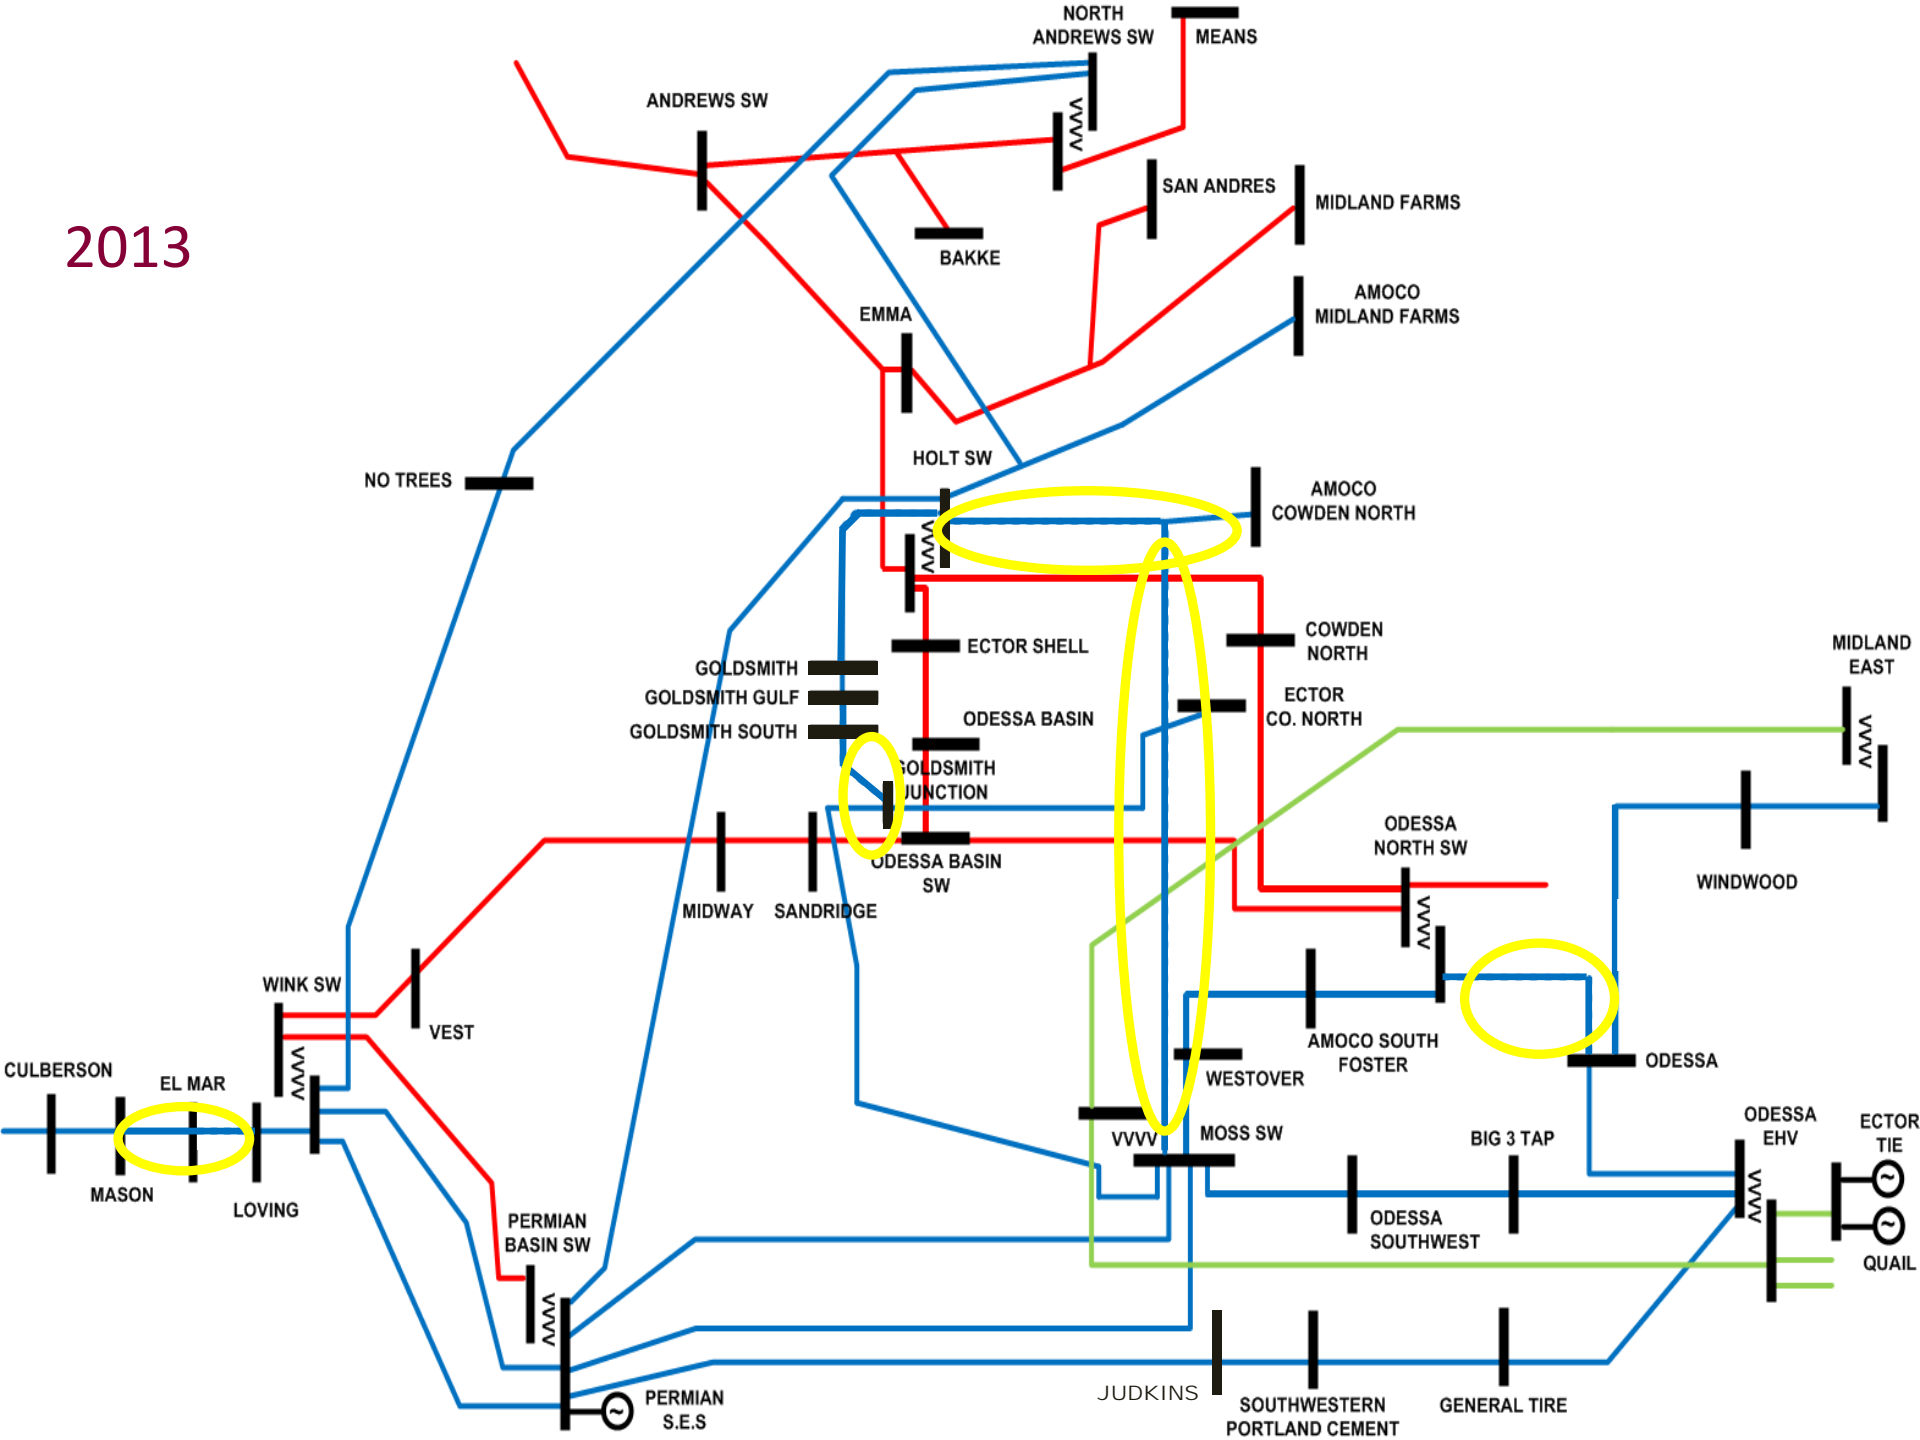 NORTH
ANDREWS SW
MEANS
ANDREWS SW
SAN ANDRES
MIDLAND FARMS
2013
BAKKE
AMOCO
MIDLAND FARMS
EMMA
HOLT SW
NO TREES
AMOCO
COWDEN NORTH
COWDEN
NORTH
ECTOR SHELL
MIDLAND
EAST
GOLDSMITH
GOLDSMITH GULF
GOLDSMITH SOUTH
ECTOR
CO. NORTH
ODESSA BASIN
GOLDSMITH
JUNCTION
ODESSA
NORTH SW
ODESSA BASIN
SW
WINDWOOD
MIDWAY
SANDRIDGE
WINK SW
VEST
AMOCO SOUTH
FOSTER
ODESSA
CULBERSON
EL MAR
WESTOVER
ODESSA
EHV
ECTOR
TIE
VVVV
MOSS SW
BIG 3 TAP
MASON
LOVING
PERMIAN
BASIN SW
ODESSA
SOUTHWEST
QUAIL
JUDKINS
PERMIAN
S.E.S
SOUTHWESTERN
PORTLAND CEMENT
GENERAL TIRE